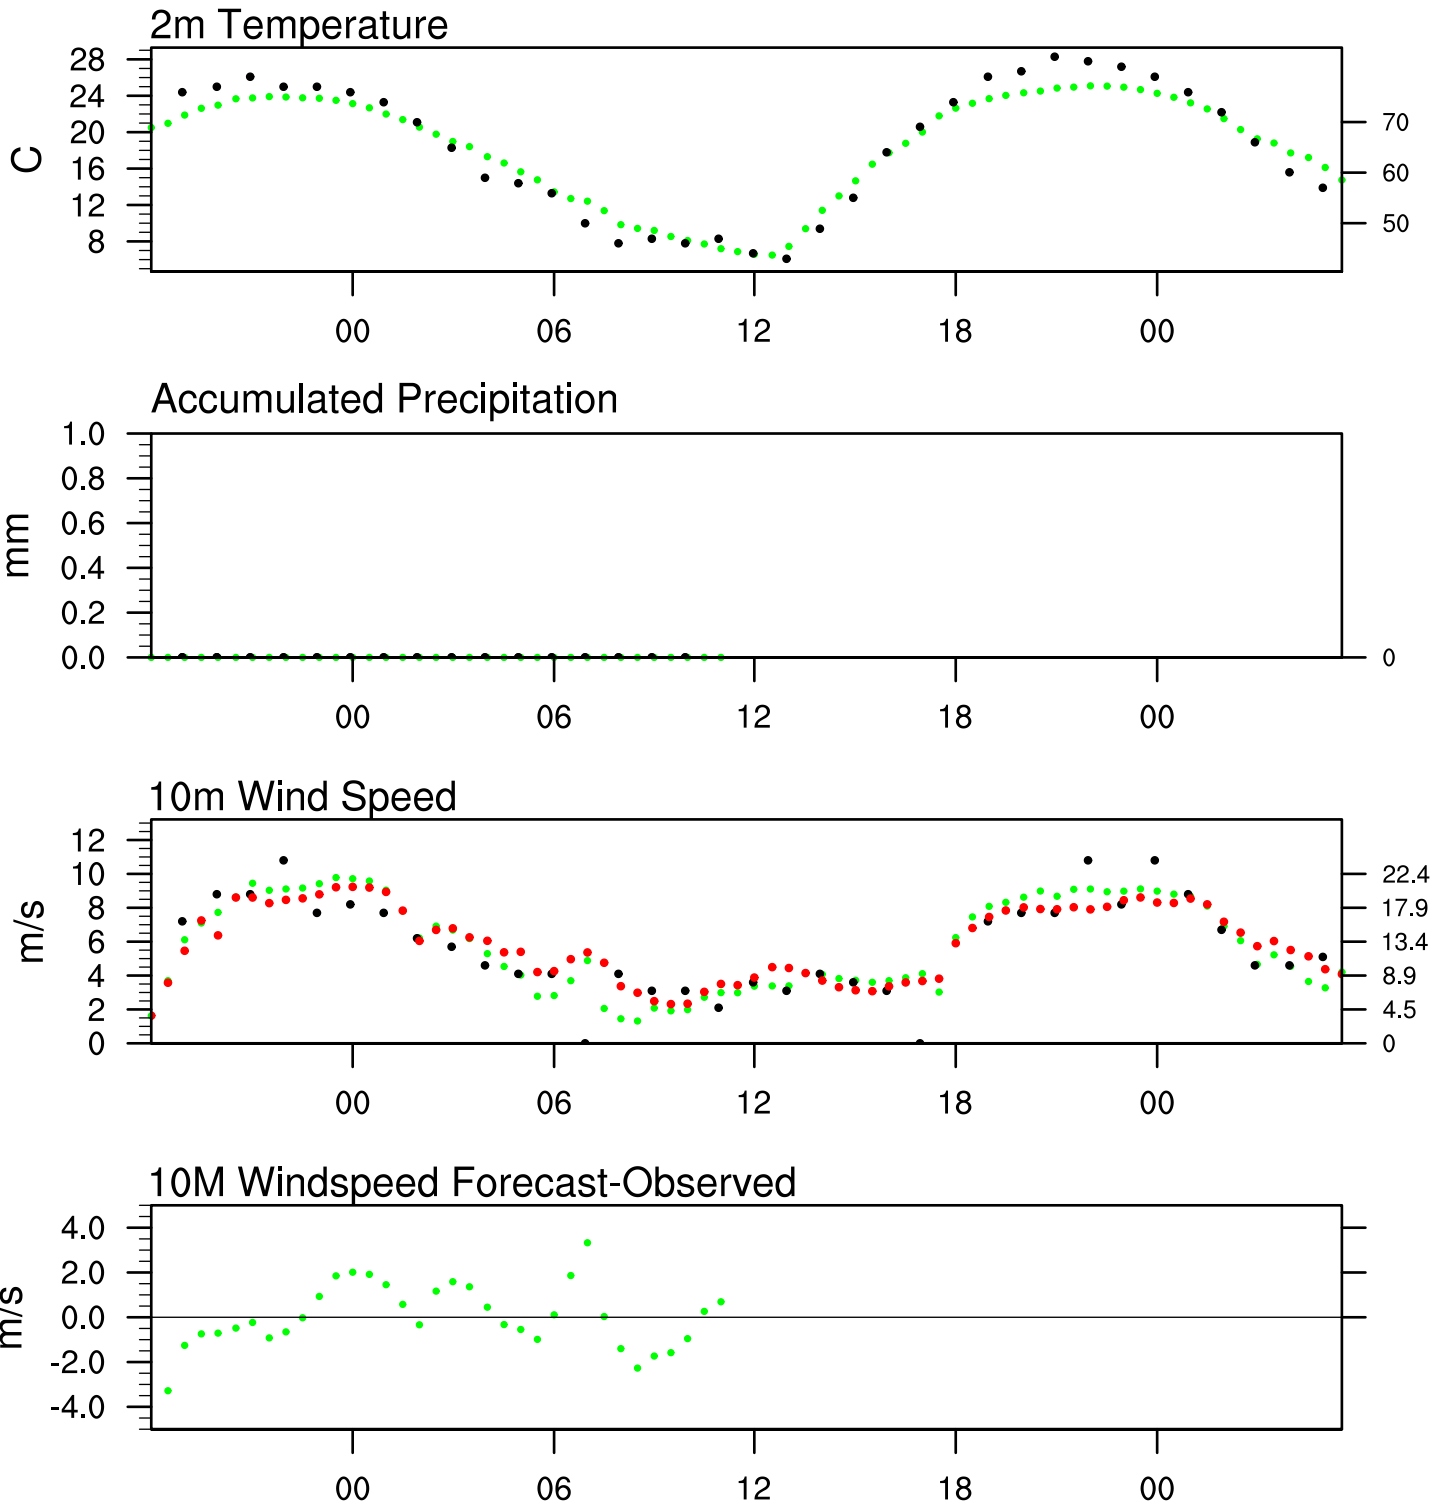 2m Temperature
28
24
20
16
12
8
C
70
60
50
00 06 12 18 00
Accumulated Precipitation
1.0
0.8
0.6
0.4
0.2
0.0
mm
0
00 06 12 18 00
10m Wind Speed
12
10
8
6
4
2
0
m/s
22.4
17.9
13.4
8.9
4.5
0
00 06 12 18 00
10M Windspeed Forecast-Observed
4.0
2.0
0.0
-2.0
-4.0
m/s
00 06 12 18 00